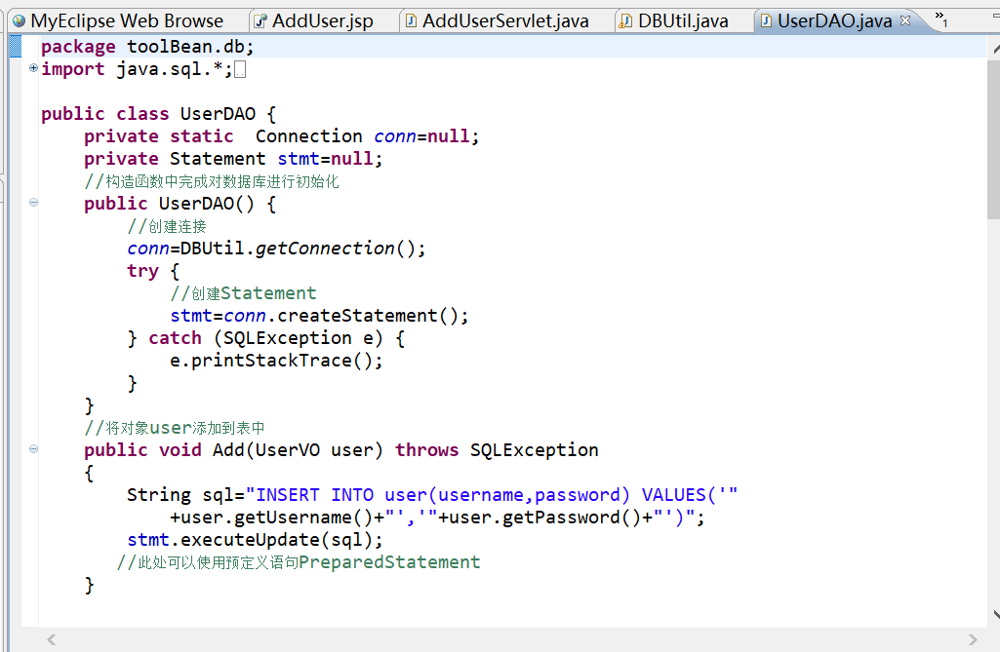 MyEclipse Web Browse AddUser.jsp AddUserServlet.java DBUtil.java UserDAO.java »1
package toolBean.db;
import java.sql.*;
public class UserDAO {
private static  Connection conn=null;
private Statement stmt=null;
//构造函数中完成对数据库进行初始化
public UserDAO() {
//创建连接
conn=DBUtil.getConnection();
try {
//创建Statement
stmt=conn.createStatement();
} catch (SQLException e) {
e.printStackTrace();
}
}
//将对象user添加到表中
public void Add(UserVO user) throws SQLException
{
String sql="INSERT INTO user(username,password) VALUES('"
+user.getUsername()+"','"+user.getPassword()+"')";
stmt.executeUpdate(sql);
//此处可以使用预定义语句PreparedStatement
}